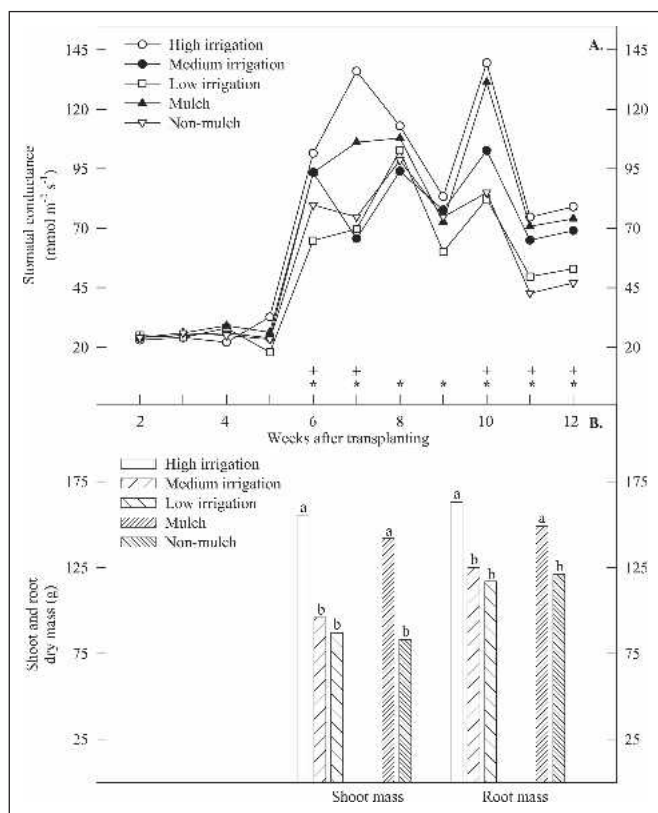 A.
145
120
95
70
45
20
145
120
95
70
45
20
Stomatal conductance
(mmol m⁻² s⁻¹)
High irrigation
Medium irrigation
Low irrigation
Mulch
Non-mulch
+ + + + +
* * * * * * *
2 4 6 8 10 12
Weeks after transplanting
B.
High irrigation
Medium irrigation
Low irrigation
Mulch
Non-mulch
175
125
75
25
175
125
75
25
Shoot and root
dry mass (g)
a b b a b
a b b a b
Shoot mass Root mass